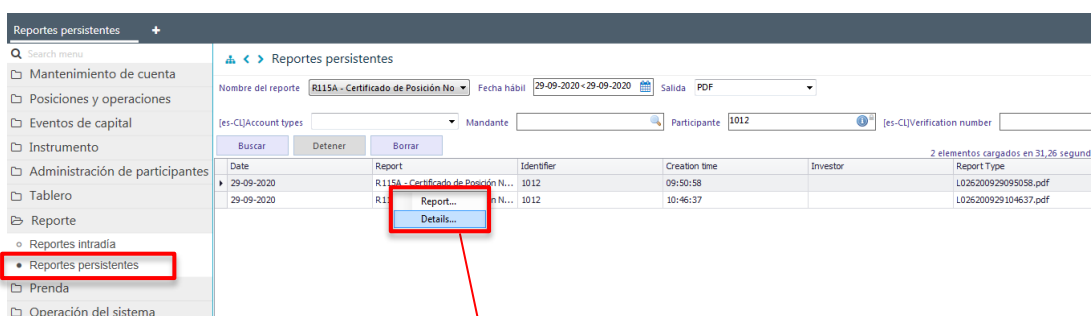 Reportes persistentes +
Search menu
Mantenimiento de cuenta
Posiciones y operaciones
Eventos de capital
Instrumento
Administración de participantes
Tablero
Reporte
Reportes intradía
Reportes persistentes
Prenda
Operación del sistema
Reportes persistentes
Nombre del reporte R115A - Certificado de Posición No Fecha hábil 29-09-2020<29-09-2020 Salida PDF
[es-CL]Account types Mandante Participante 1012 [es-CL]Verification number
Buscar Detener Borrar
2 elementos cargados en 31,26 segund
Date Report Identifier Creation time Investor Report Type
29-09-2020 R115A - Certificado de Posición N... 1012 09:50:58 L026200929095058.pdf
29-09-2020 R11 n N... 1012 10:46:37 L026200929104637.pdf
Report...
Details...